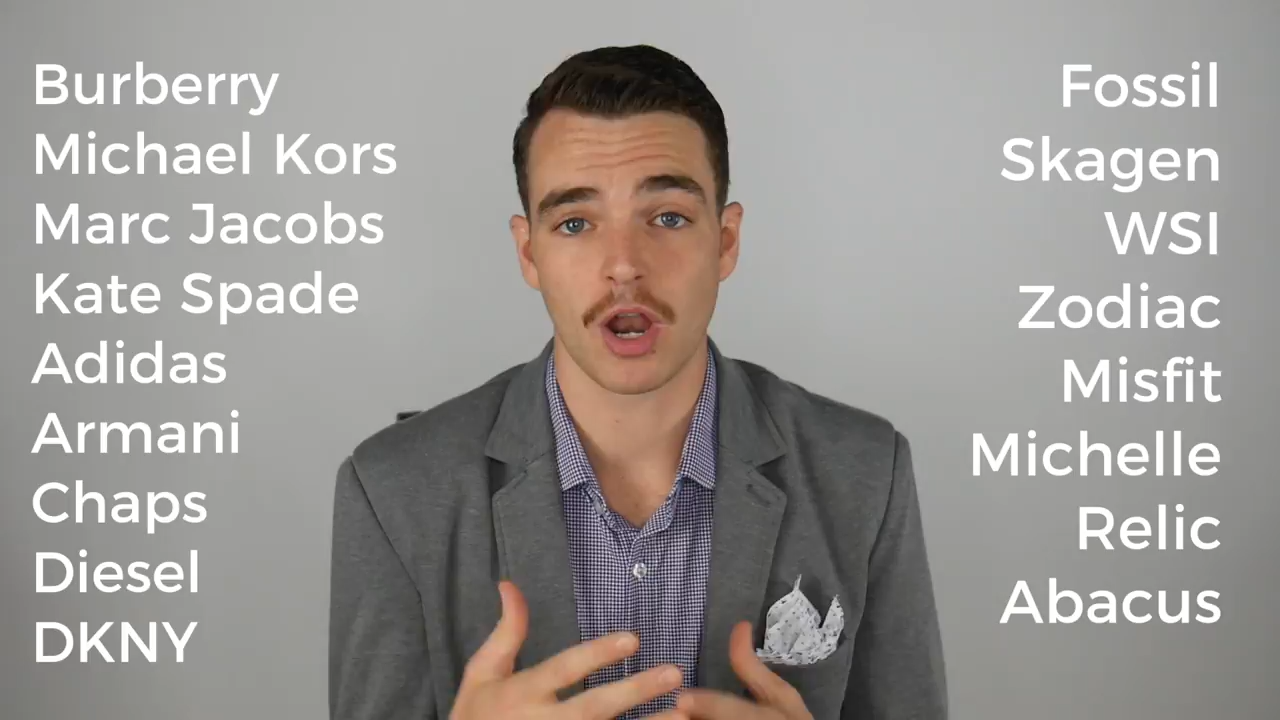 Burberry
Michael Kors
Marc Jacobs
Kate Spade
Adidas
Armani
Chaps
Diesel
DKNY
Fossil
Skagen
WSI
Zodiac
Misfit
Michelle
Relic
Abacus